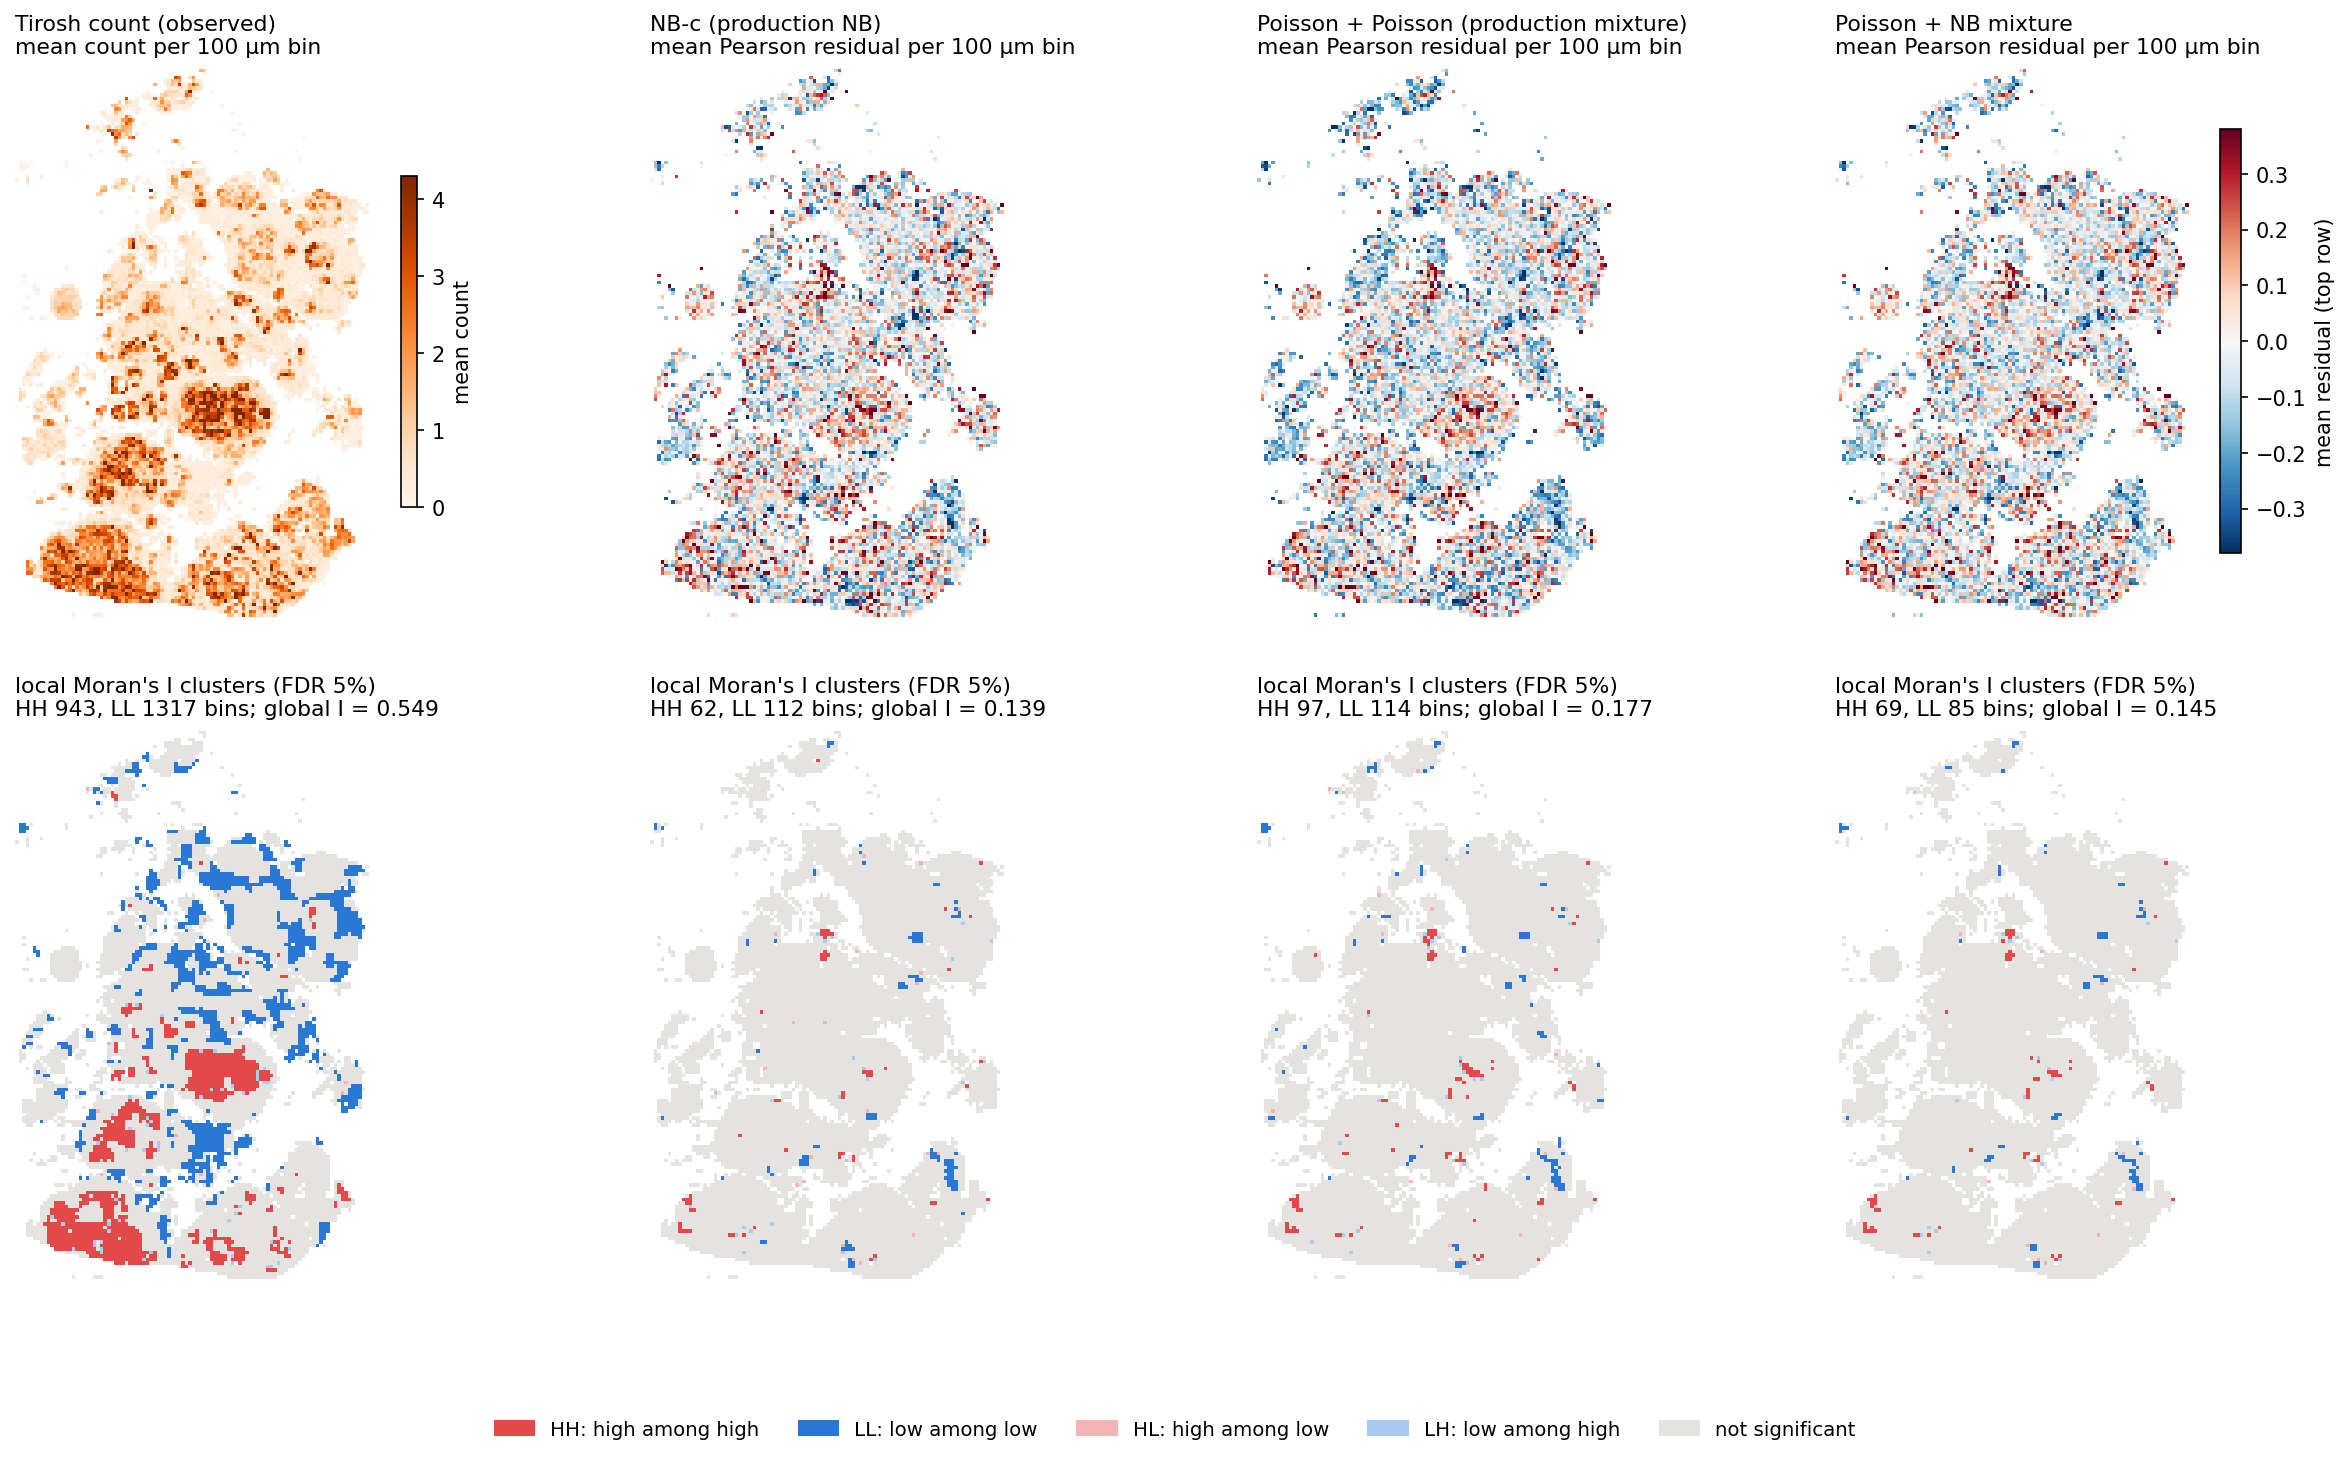 Tirosh count (observed)
mean count per 100 µm bin
NB-c (production NB)
mean Pearson residual per 100 µm bin
Poisson + Poisson (production mixture)
mean Pearson residual per 100 µm bin
Poisson + NB mixture
mean Pearson residual per 100 µm bin
4
3
2
1
0
mean count
0.3
0.2
0.1
0.0
−0.1
−0.2
−0.3
mean residual (top row)
local Moran's I clusters (FDR 5%)
HH 943, LL 1317 bins; global I = 0.549
local Moran's I clusters (FDR 5%)
HH 62, LL 112 bins; global I = 0.139
local Moran's I clusters (FDR 5%)
HH 97, LL 114 bins; global I = 0.177
local Moran's I clusters (FDR 5%)
HH 69, LL 85 bins; global I = 0.145
HH: high among high
LL: low among low
HL: high among low
LH: low among high
not significant